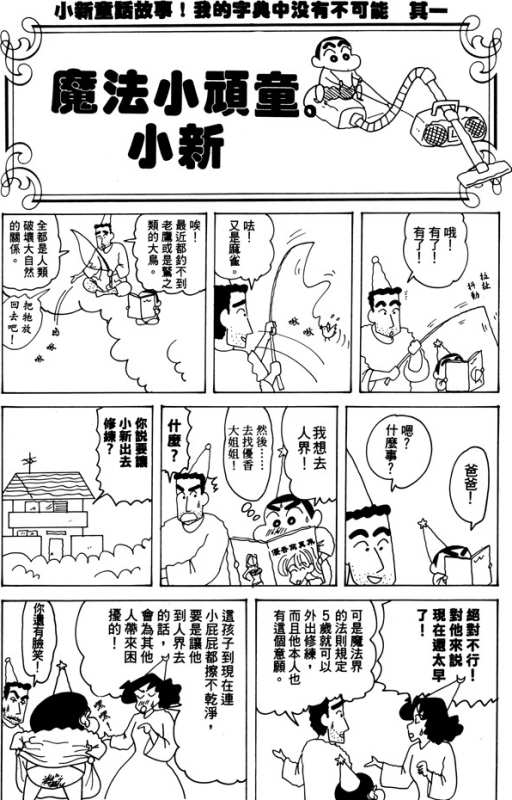 小新童話故事！我的字典中没有不可能　其一
魔法小頑童。
小新
哦！
有了！
有了！
拉扯
抖動
呿！
又是麻雀。
唉！
最近都釣不到
老鷹或是鷲之
類的大鳥。
全都是人類
破壞大自然
的關係。
把牠放
回去吧！
爸爸！
嗯？
什麼事？
我想去
人界！
然後……
去找優香
大姐姐！
優香寫真集
什麼？
你說要讓
小新出去
修練？
絕對不行！
對他來說
現在還太早
了！
可是魔法界
的法則規定
5歲就可以
外出修練，
而且他本人也
有這個意願。
這孩子到現在連
小屁屁都擦不乾淨，
要是讓他
到人界去
的話，
會為其他
人帶來困
擾的！
你還有臉笑！